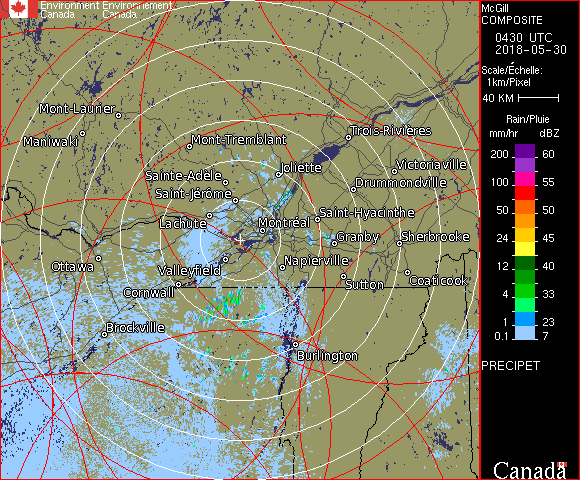 Environment Environnement
Canada Canada
McGill
COMPOSITE
0430 UTC
2018-05-30
Scale/Échelle:
1km/Pixel
40 KM
Rain/Pluie
mm/hr dBZ
200 60
100 55
50 50
24 45
12 40
4 33
1 23
0.1 7
PRECIPET
Canada
Mont-Laurier
Maniwaki
Mont-Tremblant
Trois-Rivières
Joliette
Victoriaville
Sainte-Adèle
Drummondville
Saint-Jérôme
Saint-Hyacinthe
Lachute
Montréal
Granby
Sherbrooke
Ottawa
Valleyfield
Napierville
Cornwall
Sutton
Coaticook
Brockville
Burlington